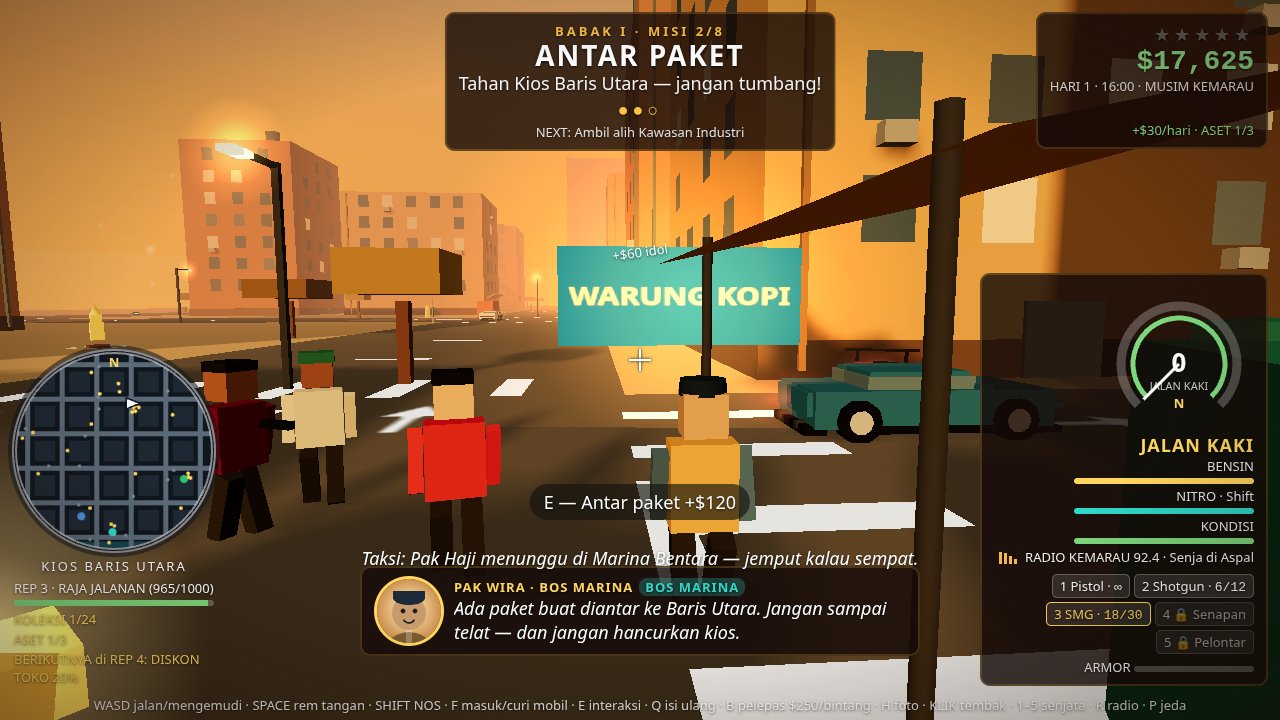 BABAK I · MISI 2/8
ANTAR PAKET
Tahan Kios Baris Utara — jangan tumbang!
NEXT: Ambil alih Kawasan Industri
★★★★★
$17,625
HARI 1 · 16:00 · MUSIM KEMARAU
+$30/hari · ASET 1/3
+$60 idol
WARUNG KOPI
N
0
JALAN KAKI
N
JALAN KAKI
BENSIN
NITRO · Shift
KONDISI
RADIO KEMARAU 92.4 · Senja di Aspal
1 Pistol · ∞
2 Shotgun · 6/12
3 SMG · 18/30
4 🔒 Senapan
5 🔒 Pelontar
ARMOR
E — Antar paket +$120
Taksi: Pak Haji menunggu di Marina Bentara — jemput kalau sempat.
PAK WIRA · BOS MARINA BOS MARINA
Ada paket buat diantar ke Baris Utara. Jangan sampai
telat — dan jangan hancurkan kios.
KIOS BARIS UTARA
REP 3 · RAJA JALANAN (965/1000)
KOLEKSI 1/24
ASET 1/3
BERIKUTNYA di REP 4: DISKON
TOKO 20%
WASD jalan/mengemudi · SPACE rem tangan · SHIFT NOS · F masuk/curi mobil · E interaksi · Q isi ulang · B pelepas $250/bintang · H foto · KLIK tembak · 1–5 senjata · R radio · P jeda